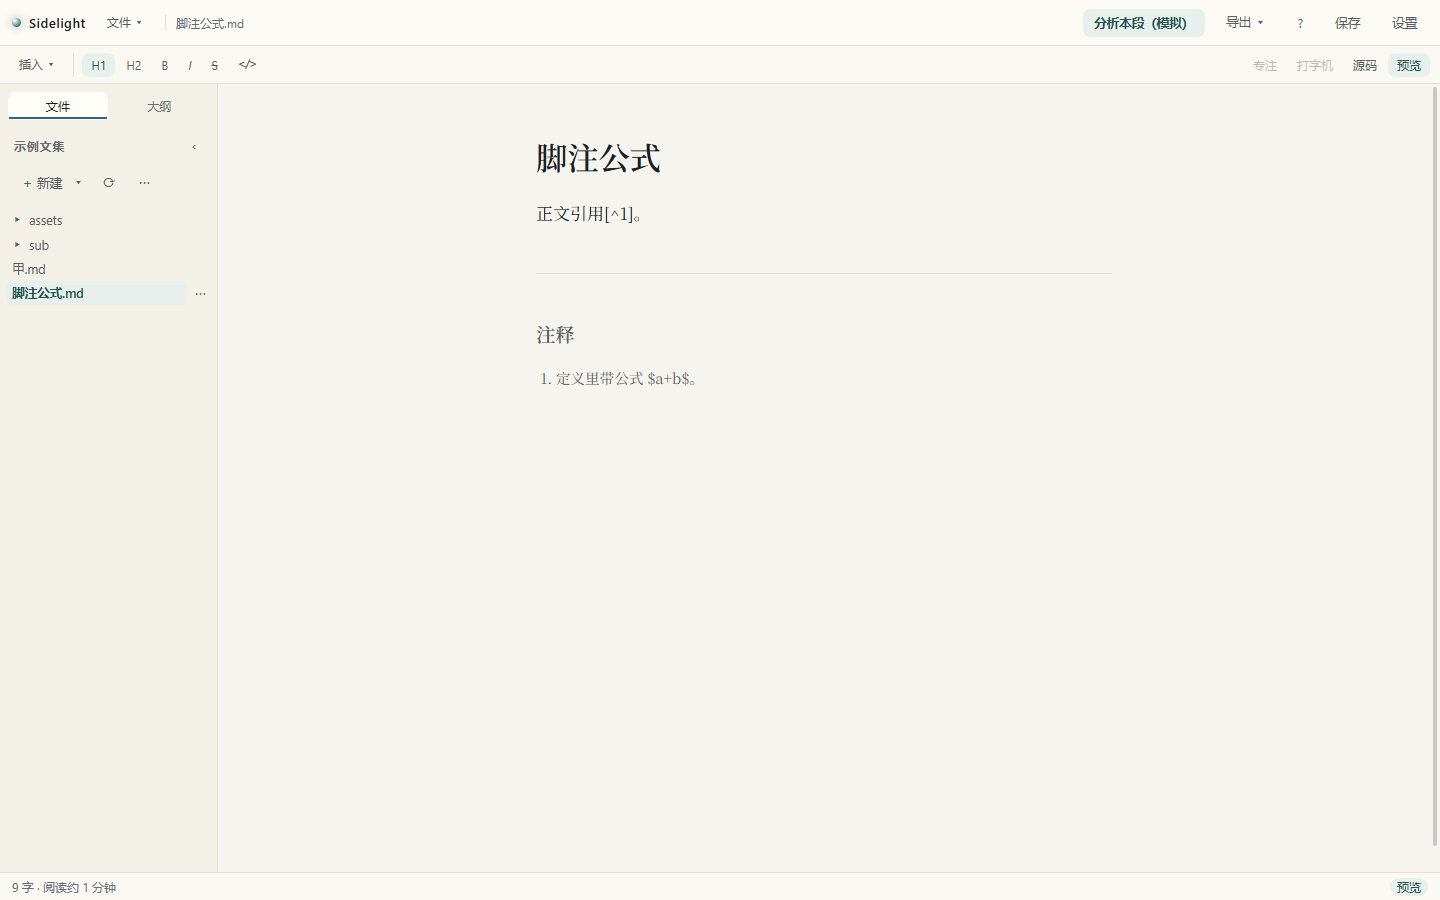 Sidelight 文件 脚注公式.md 分析本段（模拟） 导出 ? 保存 设置
插入 H1 H2 B I S </> 专注 打字机 源码 预览
文件 大纲
示例文集
+ 新建 ...
assets
sub
甲.md
脚注公式.md ...
脚注公式
正文引用[^1]。
注释
1. 定义里带公式 $a+b$。
9 字 · 阅读约 1 分钟 预览